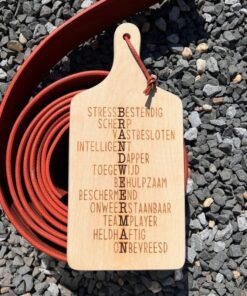 STRESSBESTENDIG
SCHERP
VASTBESLOTEN
INTELLIGENT
DAPPER
TOEGEWIJD
BEHULPZAAM
BESCHERMEND
ONWEERSTAANBAAR
TEAMPLAYER
HELDHAFTIG
ONBEVREESD